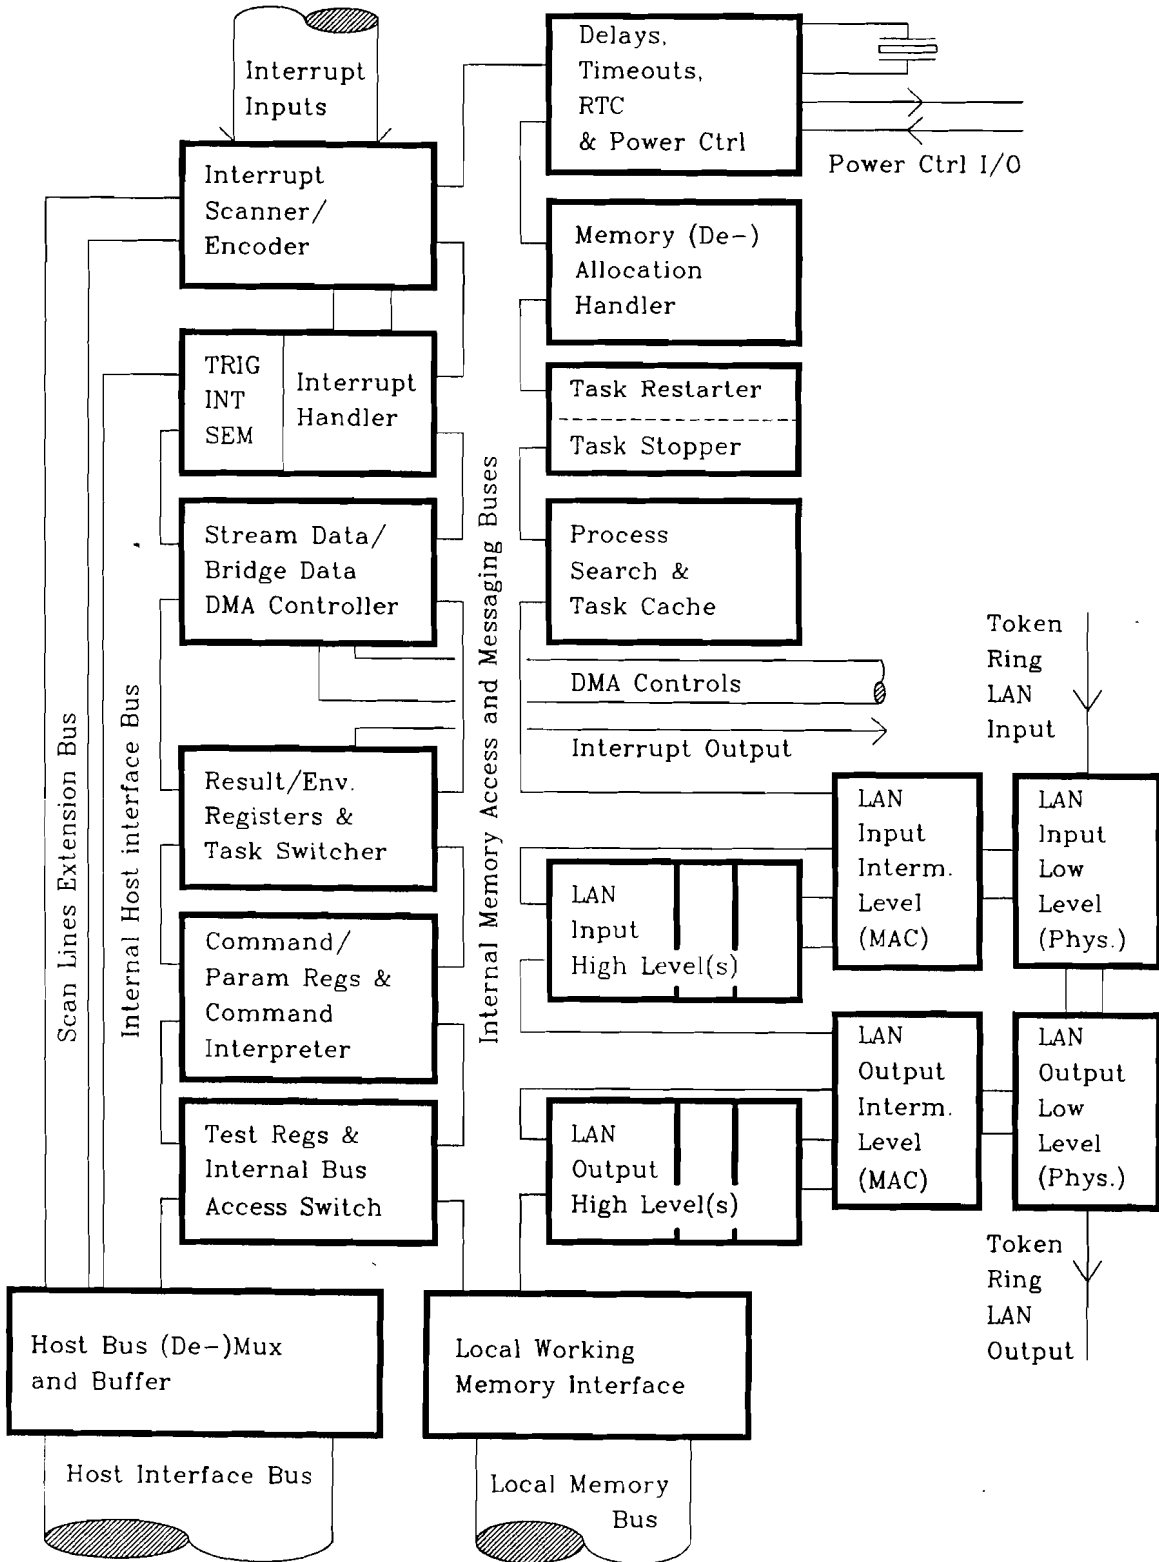 Interrupt
Inputs
Delays,
Timeouts,
RTC
& Power Ctrl
Power Ctrl I/O
Interrupt
Scanner/
Encoder
Memory (De-)
Allocation
Handler
TRIG
INT
SEM
Interrupt
Handler
Task Restarter
Task Stopper
Stream Data/
Bridge Data
DMA Controller
Process
Search &
Task Cache
Scan Lines Extension Bus
Internal Host interface Bus
Internal Memory Access and Messaging Buses
DMA Controls
Interrupt Output
Token
Ring
LAN
Input
Result/Env.
Registers &
Task Switcher
LAN
Input
Interm.
Level
(MAC)
LAN
Input
Low
Level
(Phys.)
LAN
Input
High Level(s)
Command/
Param Regs &
Command
Interpreter
LAN
Output
Interm.
Level
(MAC)
LAN
Output
Low
Level
(Phys.)
Test Regs &
Internal Bus
Access Switch
LAN
Output
High Level(s)
Token
Ring
LAN
Output
Host Bus (De-)Mux
and Buffer
Local Working
Memory Interface
Host Interface Bus
Local Memory
Bus